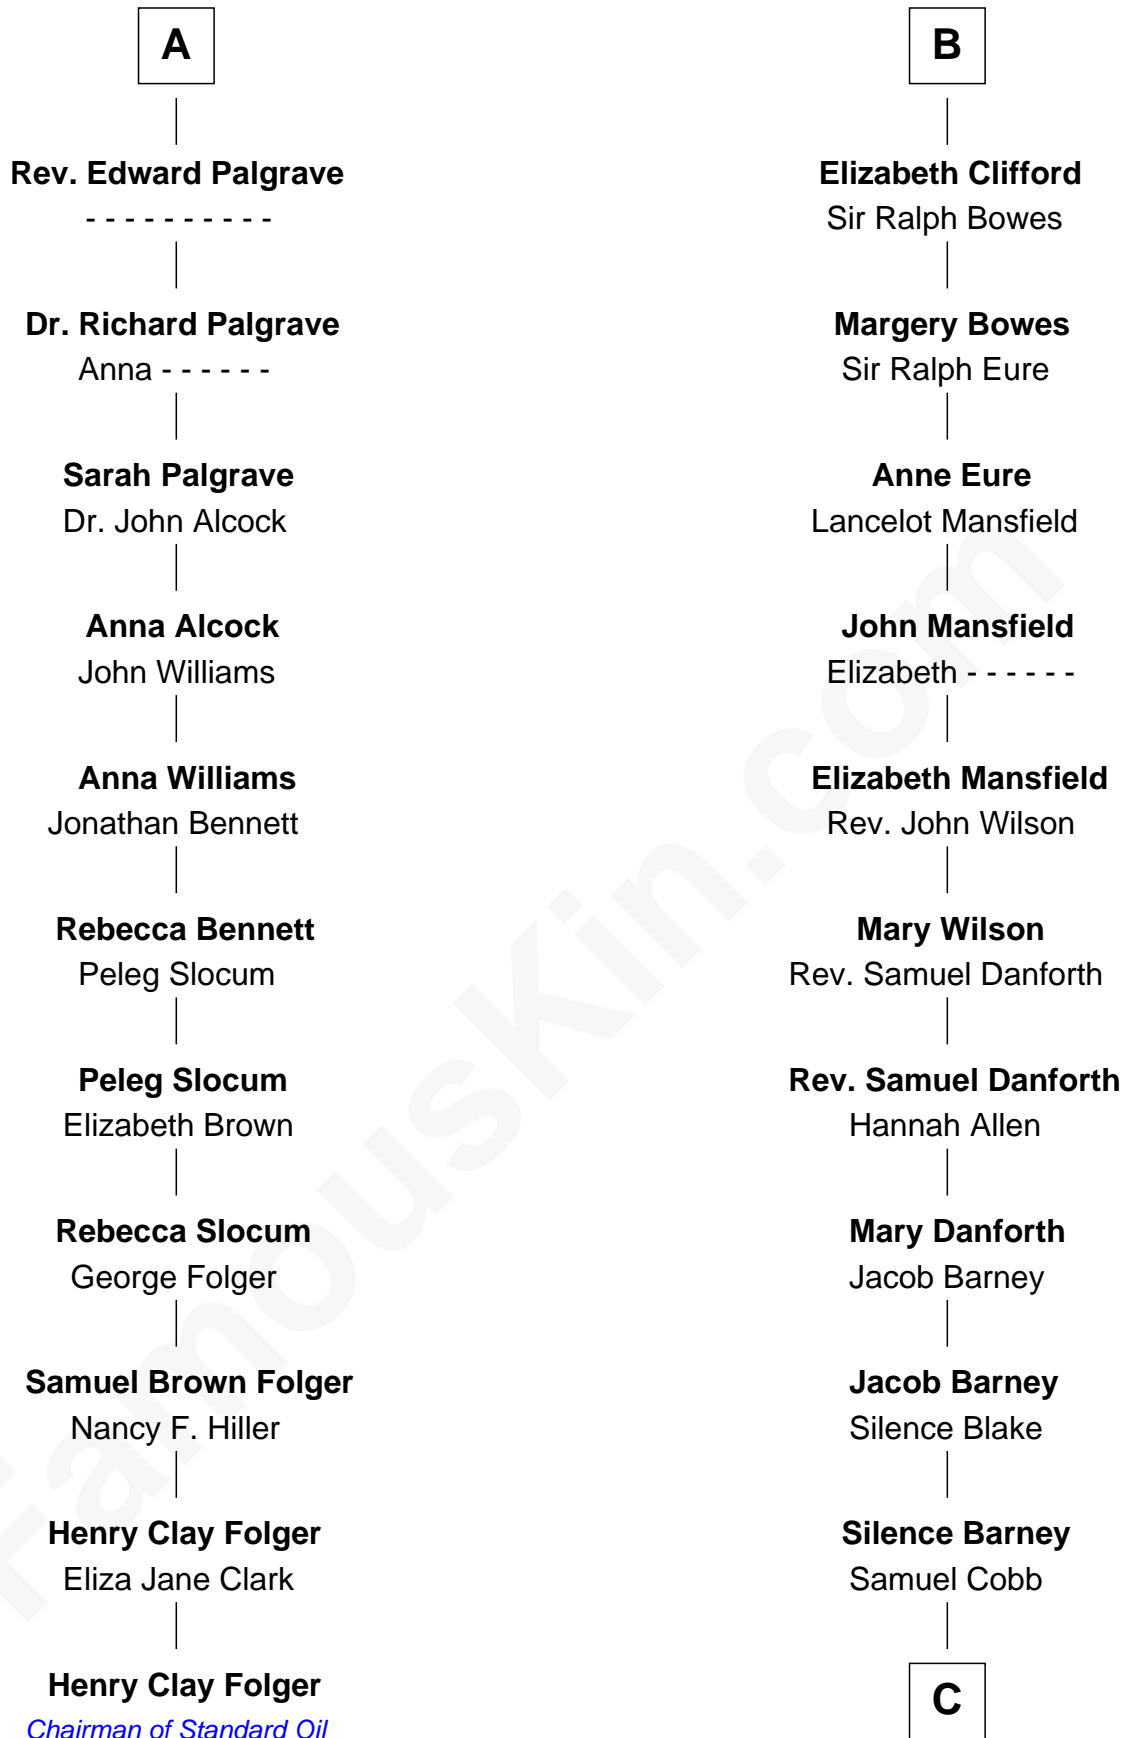 A
Rev. Edward Palgrave
- - - - - - - - - -
Dr. Richard Palgrave
Anna - - - - - -
Sarah Palgrave
Dr. John Alcock
Anna Alcock
John Williams
Anna Williams
Jonathan Bennett
Rebecca Bennett
Peleg Slocum
Peleg Slocum
Elizabeth Brown
Rebecca Slocum
George Folger
Samuel Brown Folger
Nancy F. Hiller
Henry Clay Folger
Eliza Jane Clark
Henry Clay Folger
Chairman of Standard Oil
B
Elizabeth Clifford
Sir Ralph Bowes
Margery Bowes
Sir Ralph Eure
Anne Eure
Lancelot Mansfield
John Mansfield
Elizabeth - - - - - -
Elizabeth Mansfield
Rev. John Wilson
Mary Wilson
Rev. Samuel Danforth
Rev. Samuel Danforth
Hannah Allen
Mary Danforth
Jacob Barney
Jacob Barney
Silence Blake
Silence Barney
Samuel Cobb
C
FamousKin.com